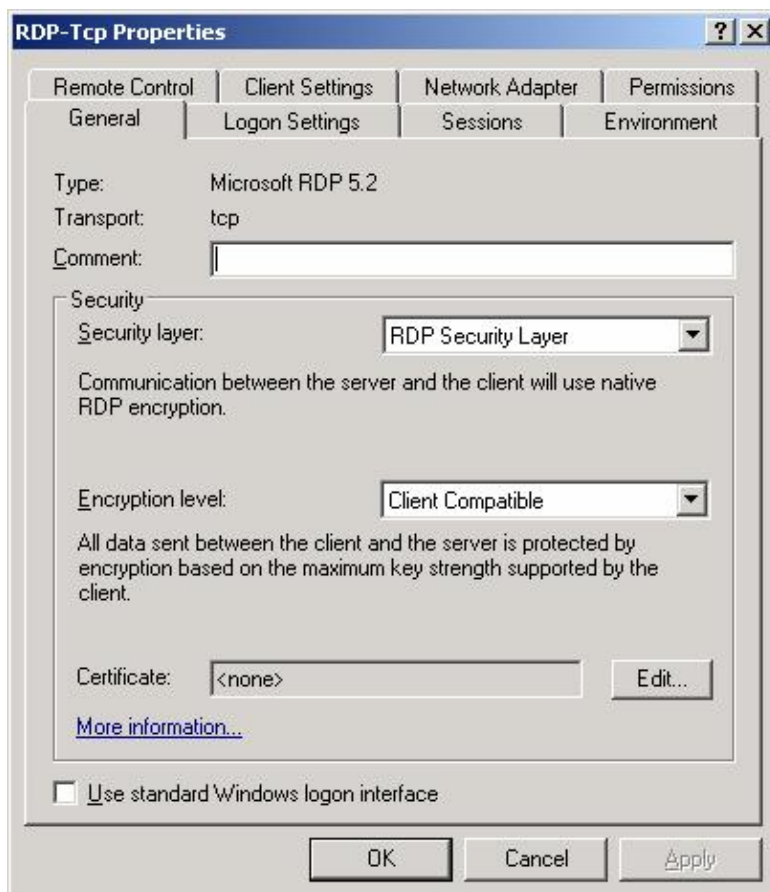 RDP-Tcp Properties
Remote Control Client Settings Network Adapter Permissions
General Logon Settings Sessions Environment
Type: Microsoft RDP 5.2
Transport: tcp
Comment:
Security
Security layer: RDP Security Layer
Communication between the server and the client will use native
RDP encryption.
Encryption level: Client Compatible
All data sent between the client and the server is protected by
encryption based on the maximum key strength supported by the
client.
Certificate: <none> Edit...
More information...
Use standard Windows logon interface
OK Cancel Apply